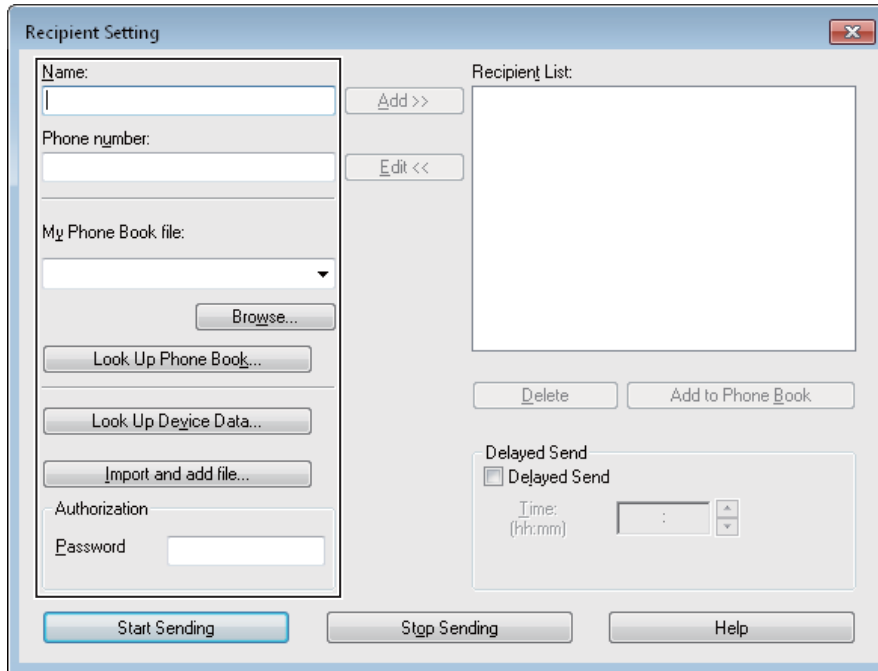 Recipient Setting
Name:
Add >>
Phone number:
Edit <<
My Phone Book file:
Browse...
Look Up Phone Book...
Look Up Device Data...
Import and add file...
Authorization
Password
Recipient List:
Delete
Add to Phone Book
Delayed Send
Delayed Send
Time:
(hh:mm)
:
Start Sending
Stop Sending
Help